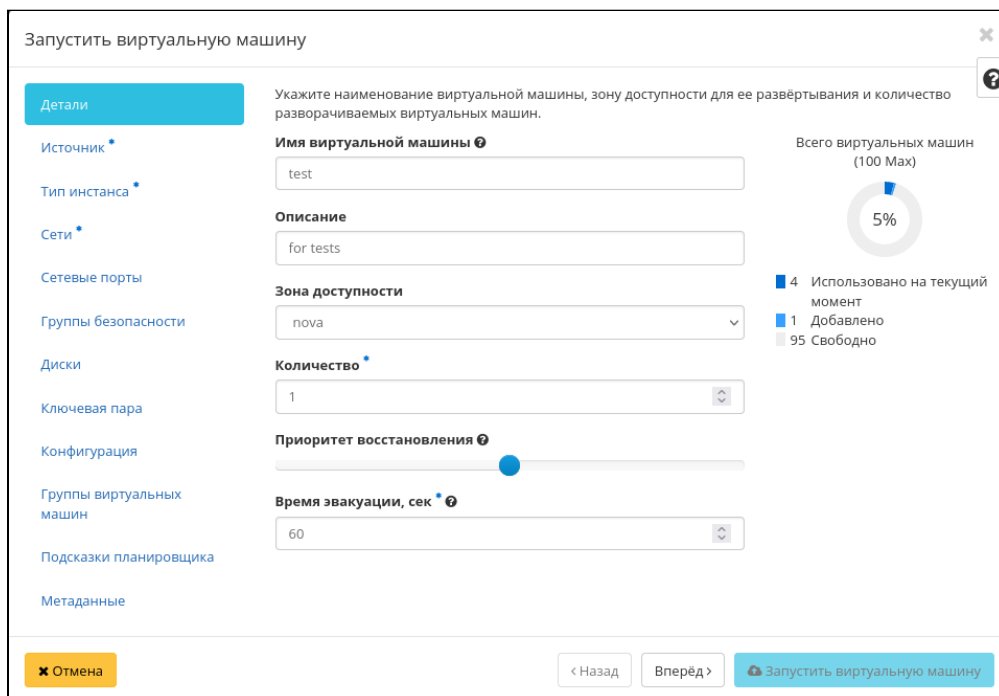 Запустить виртуальную машину
Детали
Источник *
Тип инстанса *
Сети *
Сетевые порты
Группы безопасности
Диски
Ключевая пара
Конфигурация
Группы виртуальных
машин
Подсказки планировщика
Метаданные
Укажите наименование виртуальной машины, зону доступности для ее развёртывания и количество
разворачиваемых виртуальных машин.
Имя виртуальной машины
test
Описание
for tests
Зона доступности
nova
Количество *
1
Приоритет восстановления
Время эвакуации, сек *
60
Всего виртуальных машин
(100 Max)
5%
4 Использовано на текущий
момент
1 Добавлено
95 Свободно
✖ Отмена
‹ Назад
Вперёд ›
Запустить виртуальную машину